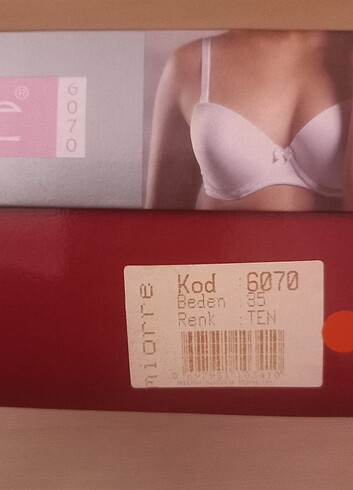 e ®
6070
miorre
Kod : 6070
Beden : 85
Renk : TEN